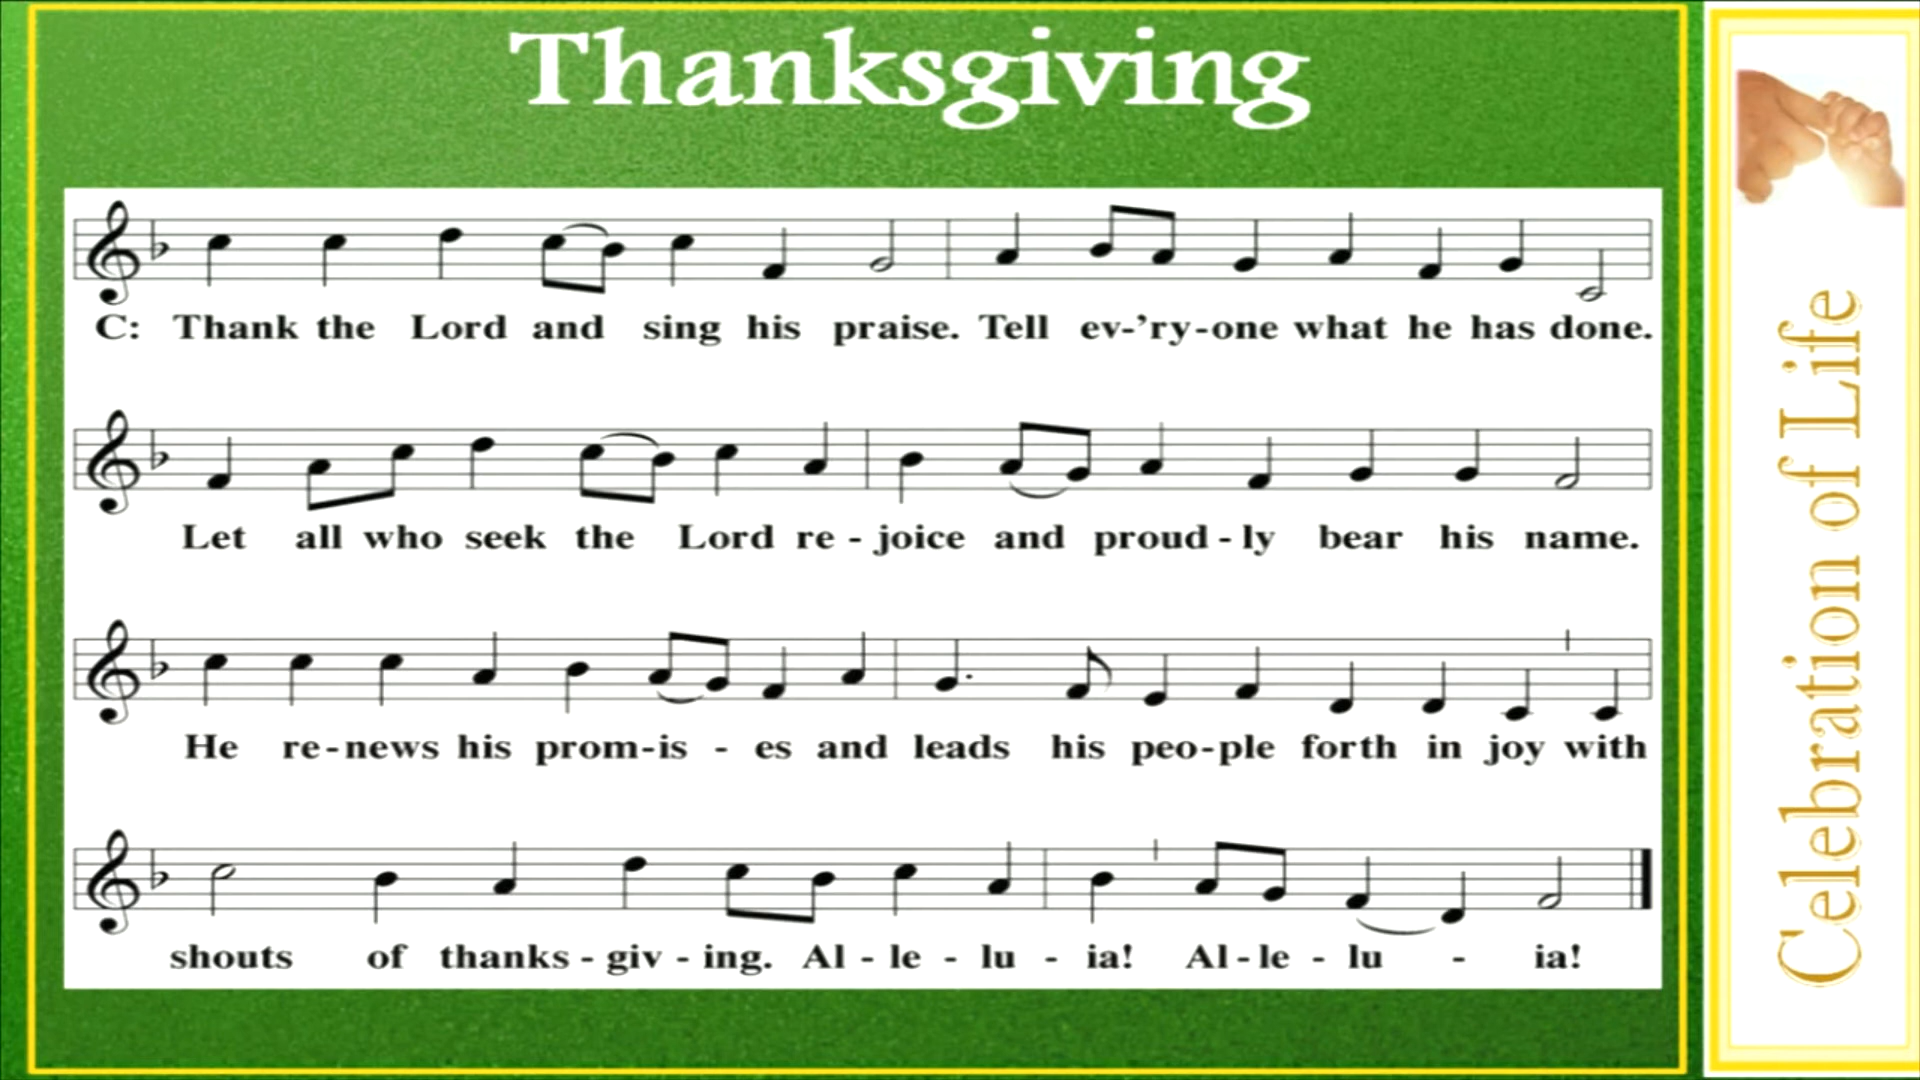 Thanksgiving
C: Thank the Lord and sing his praise. Tell ev-'ry-one what he has done.
Let all who seek the Lord re - joice and proud - ly bear his name.
He re - news his prom - is - es and leads his peo - ple forth in joy with
shouts of thanks - giv - ing. Al - le - lu - ia! Al - le - lu - ia!
Celebration of Life